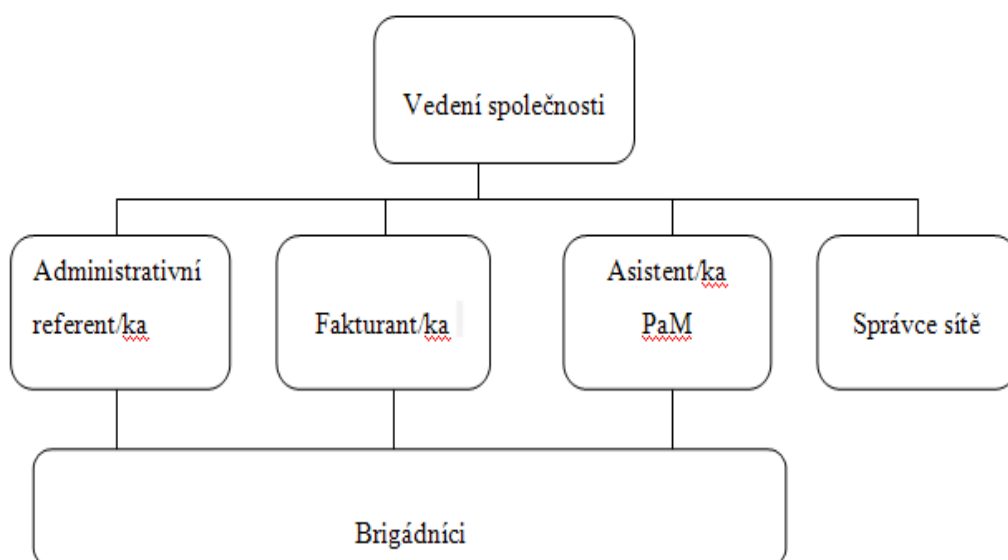 Vedení společnosti
Administrativní
referent/ka
Fakturant/ka
Asistent/ka
PaM
Správce sítě
Brigádníci